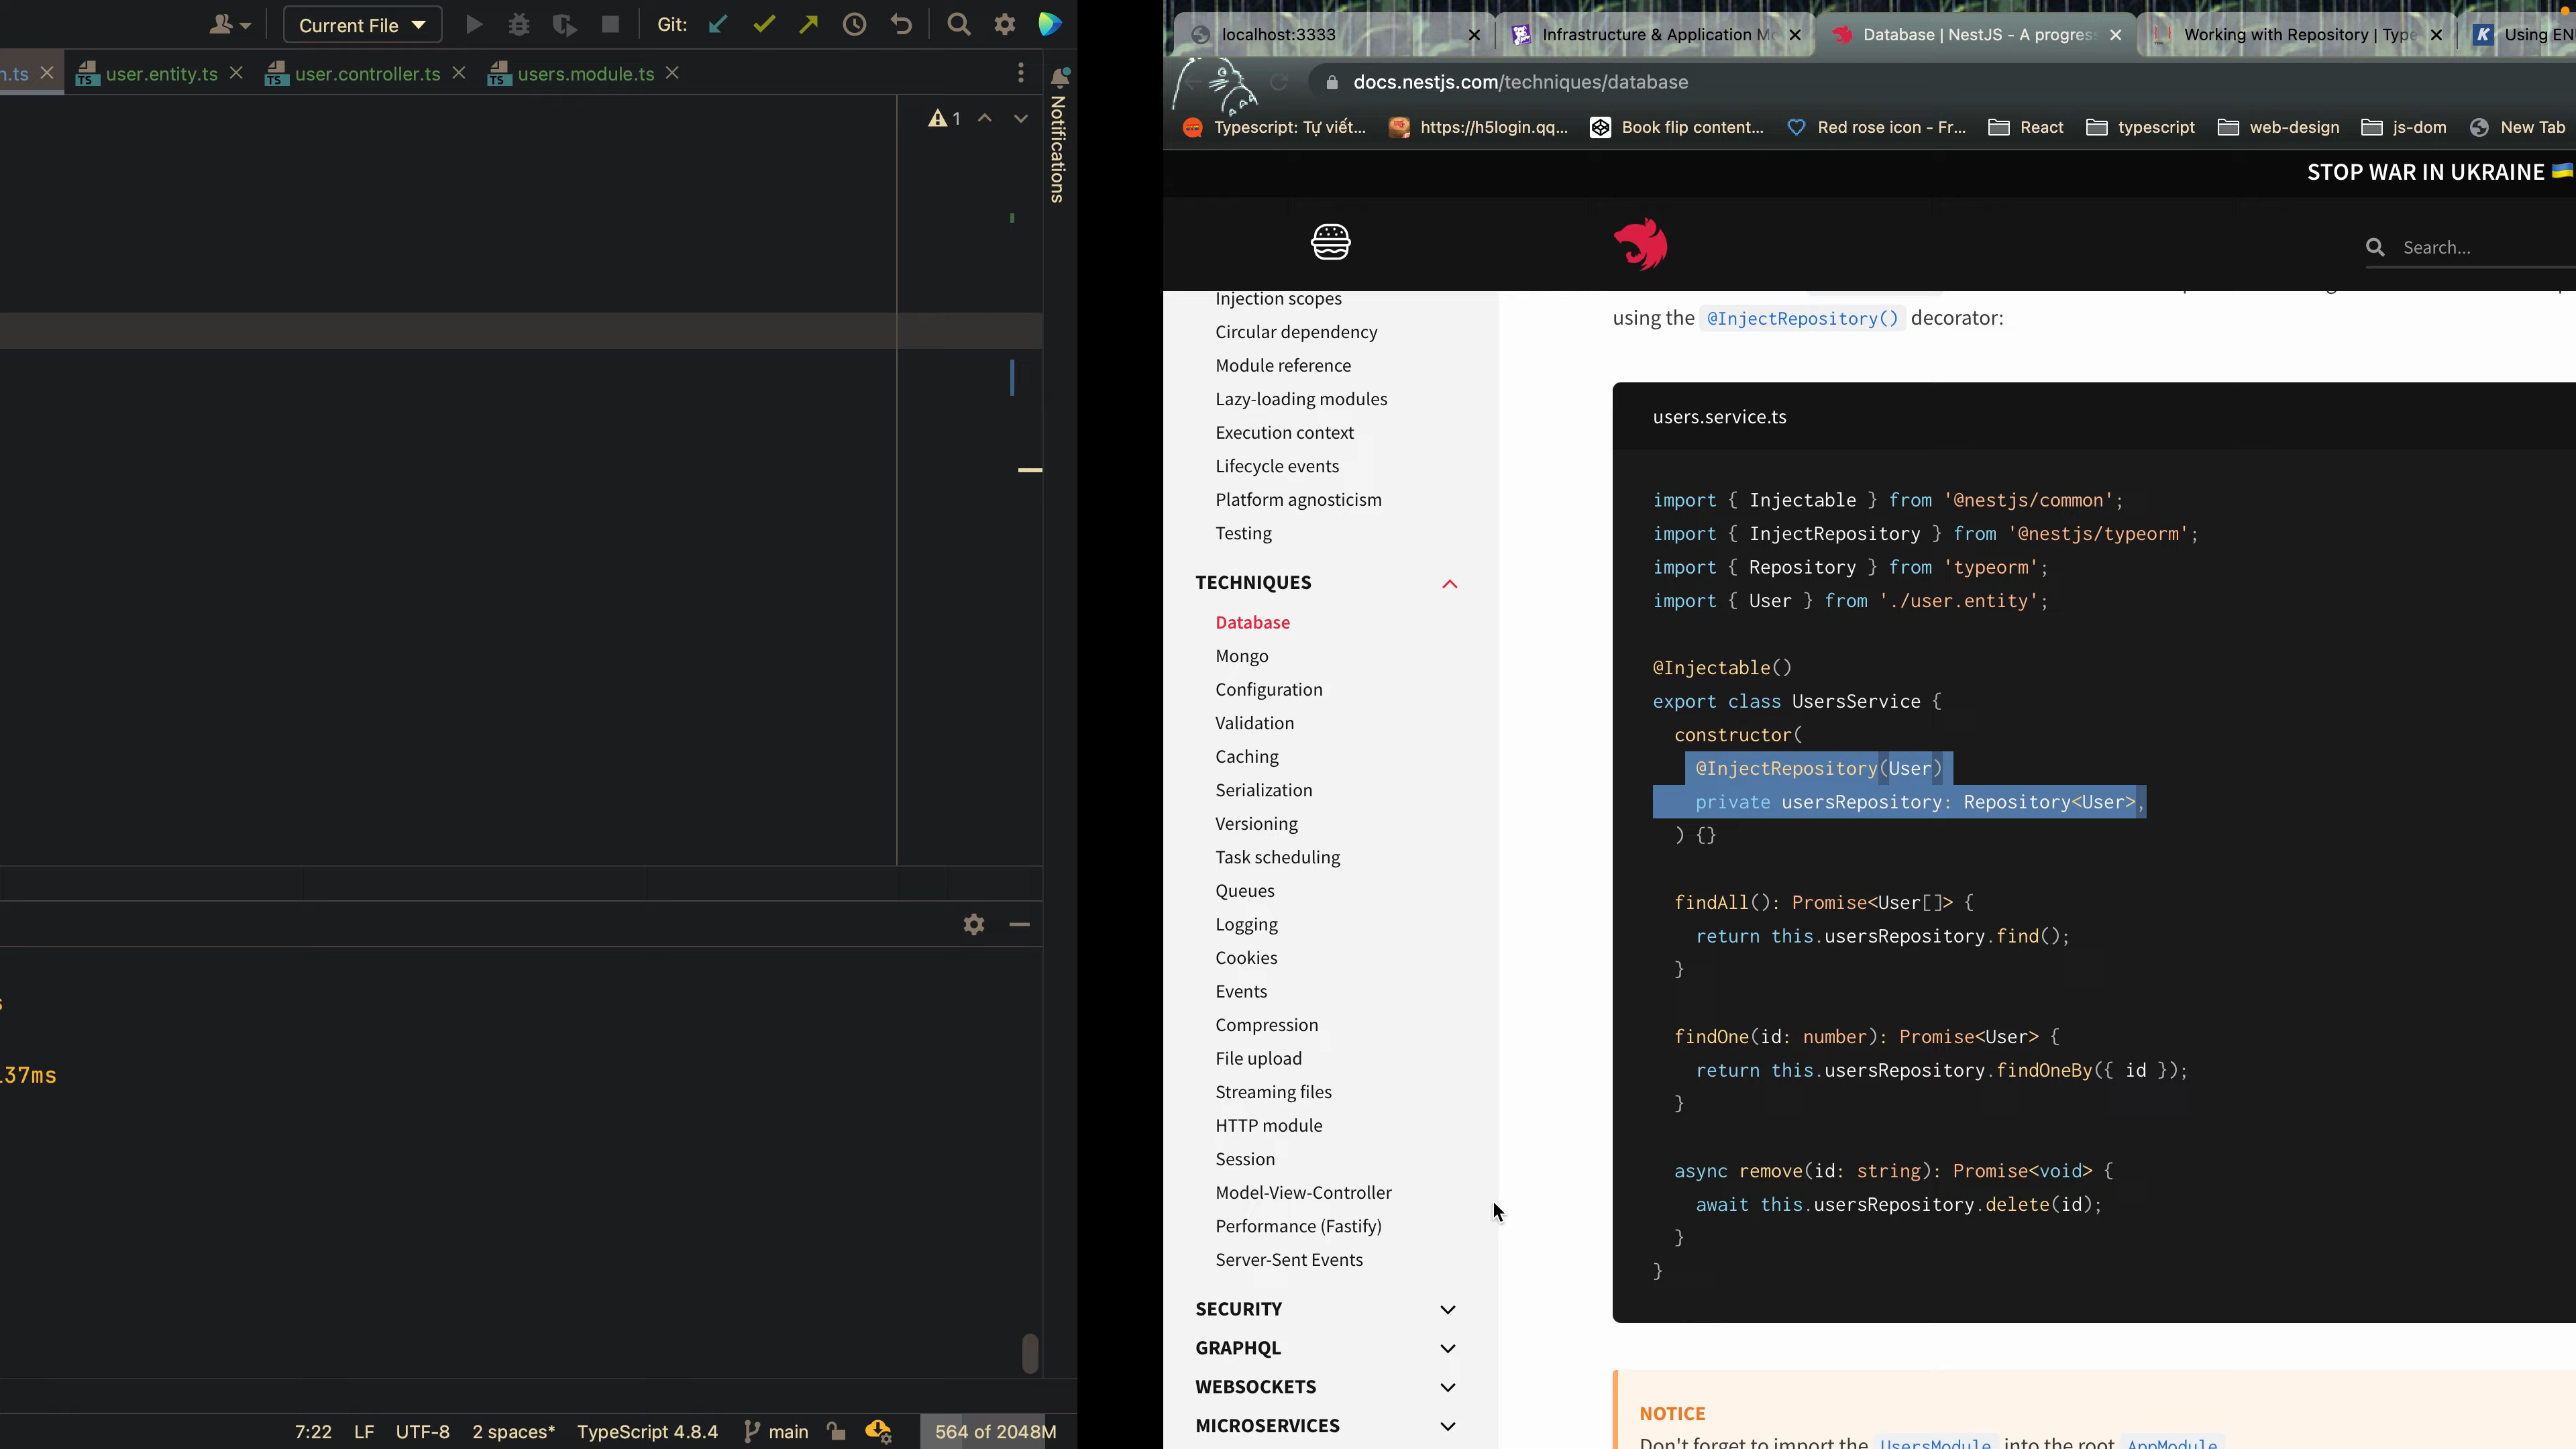 Current File
Git:
n.ts
user.entity.ts
user.controller.ts
users.module.ts
1
Notifications
37ms
7:22 LF UTF-8 2 spaces* TypeScript 4.8.4 main 564 of 2048M
localhost:3333
Infrastructure & Application M
Database | NestJS - A progres
Working with Repository | Type
Using EN
docs.nestjs.com/techniques/database
Typescript: Tự viết...
https://h5login.qq...
Book flip content...
Red rose icon - Fr...
React
typescript
web-design
js-dom
New Tab
STOP WAR IN UKRAINE
Search...
Injection scopes
Circular dependency
Module reference
Lazy-loading modules
Execution context
Lifecycle events
Platform agnosticism
Testing
TECHNIQUES
Database
Mongo
Configuration
Validation
Caching
Serialization
Versioning
Task scheduling
Queues
Logging
Cookies
Events
Compression
File upload
Streaming files
HTTP module
Session
Model-View-Controller
Performance (Fastify)
Server-Sent Events
SECURITY
GRAPHQL
WEBSOCKETS
MICROSERVICES
using the @InjectRepository() decorator:
users.service.ts
import { Injectable } from '@nestjs/common';
import { InjectRepository } from '@nestjs/typeorm';
import { Repository } from 'typeorm';
import { User } from './user.entity';
@Injectable()
export class UsersService {
constructor(
@InjectRepository(User)
private usersRepository: Repository<User>,
) {}
findAll(): Promise<User[]> {
return this.usersRepository.find();
}
findOne(id: number): Promise<User> {
return this.usersRepository.findOneBy({ id });
}
async remove(id: string): Promise<void> {
await this.usersRepository.delete(id);
}
}
NOTICE
Don't forget to import the UsersModule into the root AppModule